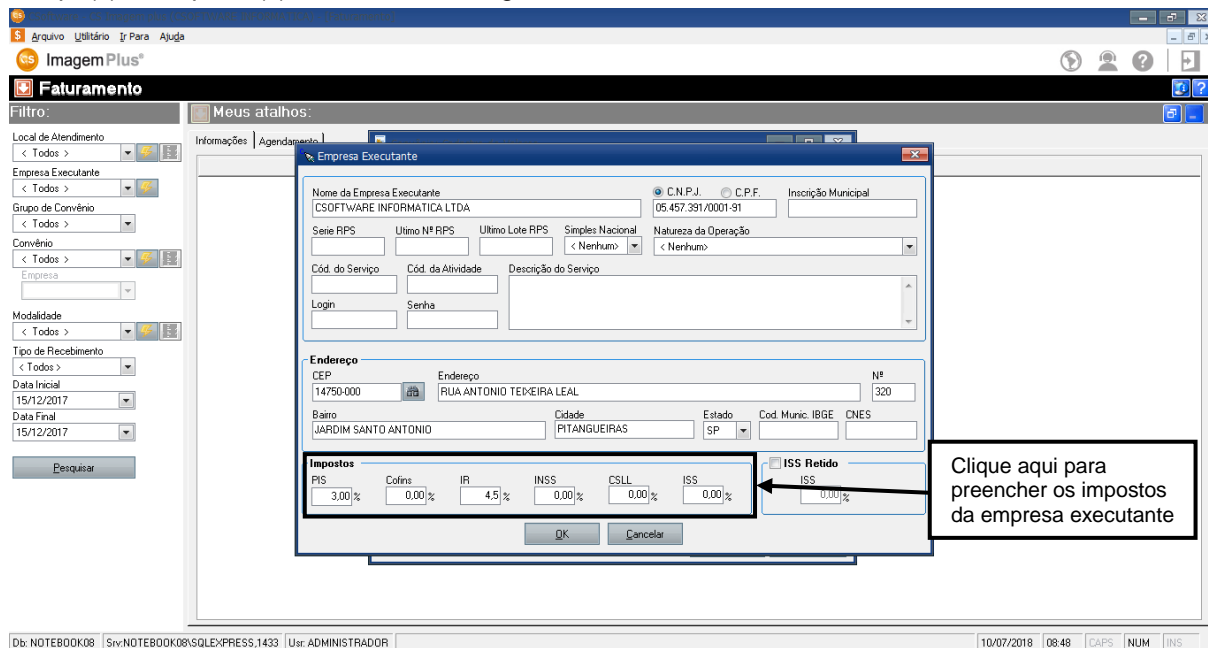 Arquivo Utilitário Ir Para Ajuda
CS ImagemPlus®
Faturamento
Filtro:
Meus atalhos:
Local de Atendimento
< Todos >
Empresa Executante
< Todos >
Grupo de Convênio
< Todos >
Convênio
< Todos >
Empresa
Modalidade
< Todos >
Tipo de Recebimento
< Todos >
Data Inicial
15/12/2017
Data Final
15/12/2017
Pesquisar
Informações Agendamento
Empresa Executante
Nome da Empresa Executante C.N.P.J. C.P.F. Inscrição Municipal
CSOFTWARE INFORMATICA LTDA 05.457.391/0001-91
Serie RPS Utimo Nº RPS Ultimo Lote RPS Simples Nacional Natureza da Operação
< Nenhum> < Nenhum>
Cód. do Serviço Cód. da Atividade Descrição do Serviço
Login Senha
Endereço
CEP Endereço Nº
14750-000 RUA ANTONIO TEIXEIRA LEAL 320
Bairro Cidade Estado Cod. Munic. IBGE CNES
JARDIM SANTO ANTONIO PITANGUEIRAS SP
Impostos
PIS Cofins IR INSS CSLL ISS
3,00 % 0,00 % 4,5 % 0,00 % 0,00 % 0,00 %
ISS Retido
ISS
0,00 %
OK Cancelar
Clique aqui para
preencher os impostos
da empresa executante
Db: NOTEBOOK08 Srv:NOTEBOOK08\SQLEXPRESS,1433 Usr: ADMINISTRADOR 10/07/2018 08:48 CAPS NUM INS